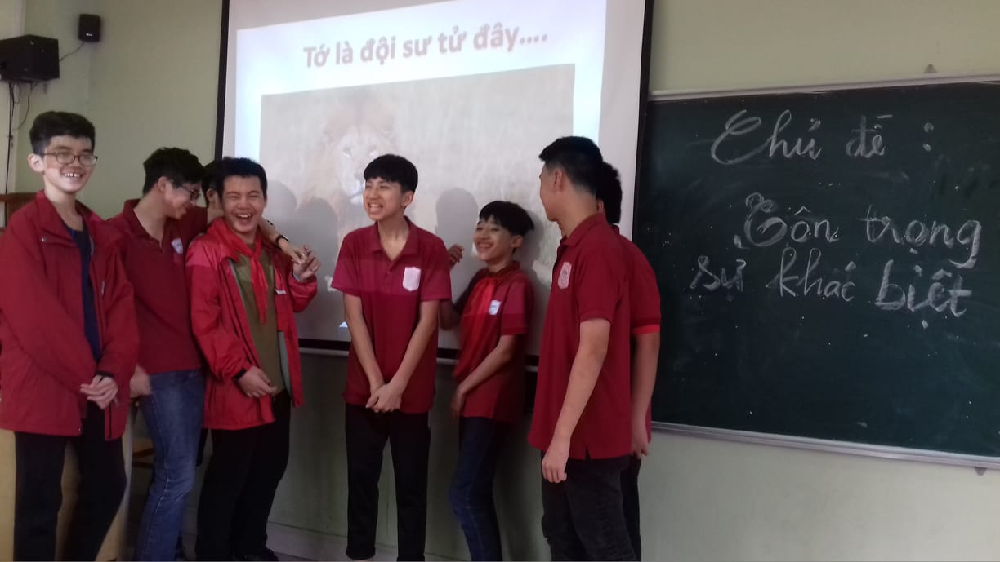 Tớ là đội sư tử đây....
Chủ đề :
Tôn trọng
sự khác biệt